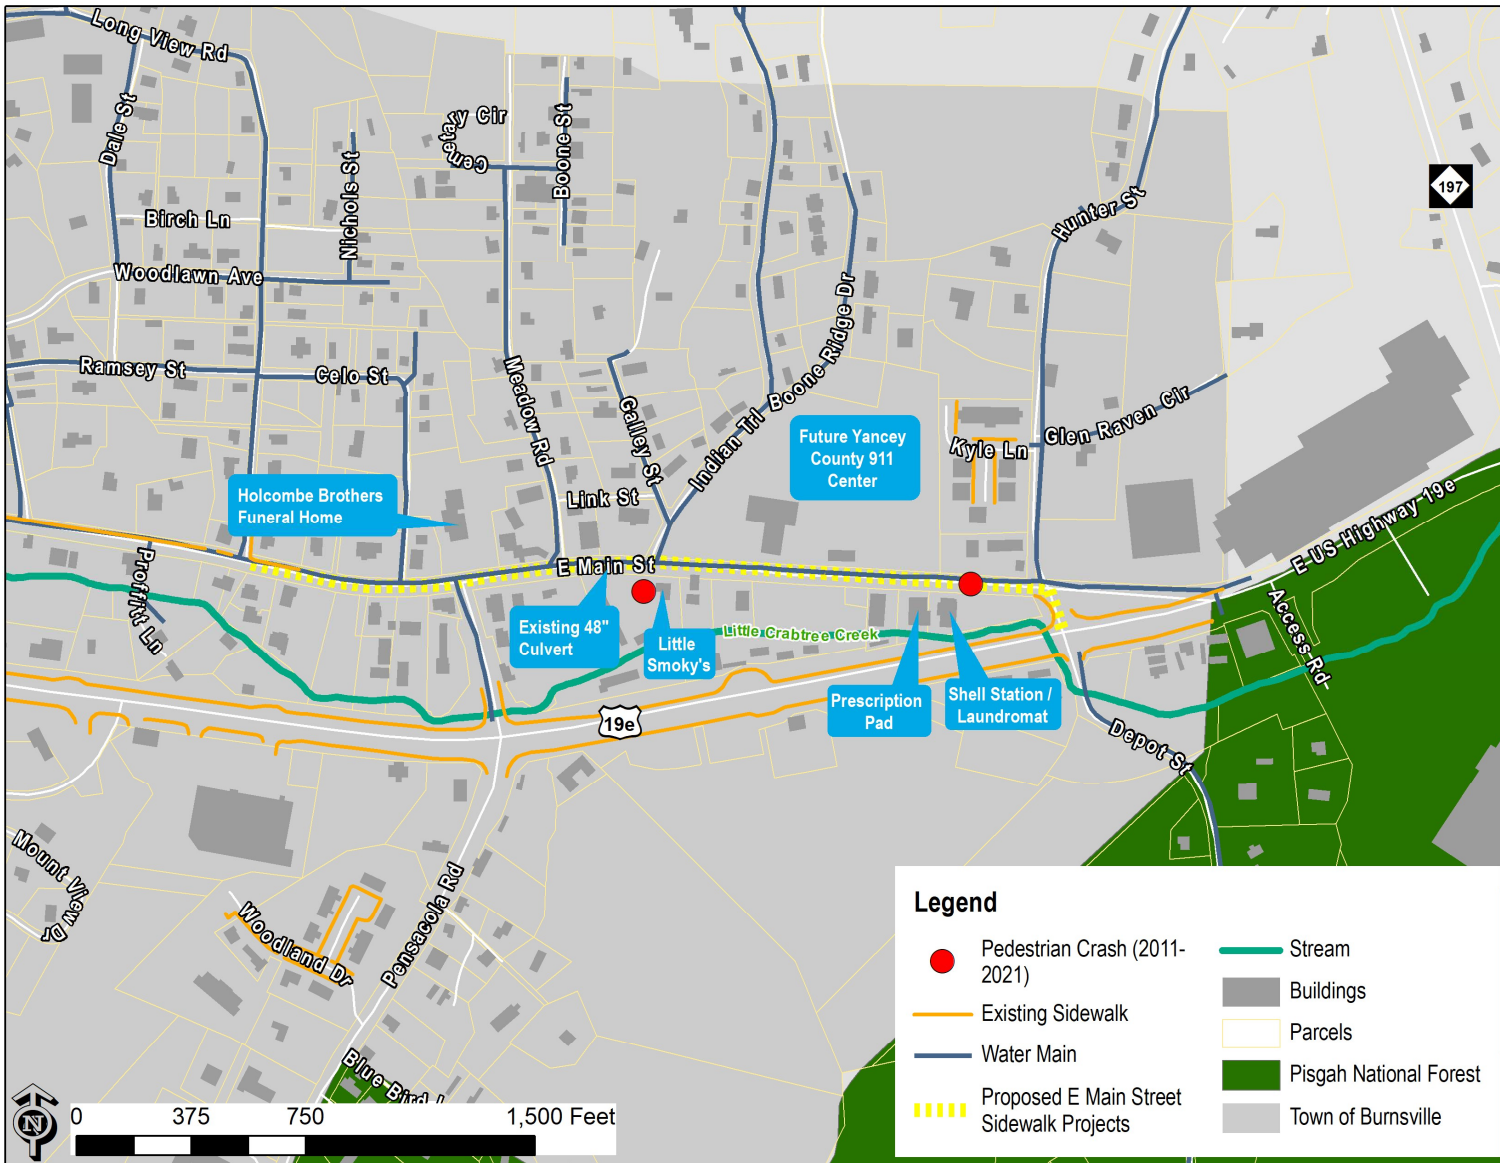 Long View Rd
Dale St
Cemetary Cir
Boone St
Nichols St
Birch Ln
Woodlawn Ave
197
Hunter St
Ramsey St
Celo St
Meadow Rd
Galley St
Indian Trl
Boone Ridge Dr
Glen Raven Cir
Kyle Ln
Link St
Future Yancey
County 911
Center
Holcombe Brothers
Funeral Home
E US Highway 19e
E Main St
Proffitt Ln
Existing 48"
Culvert
Little
Smoky's
Little Crabtree Creek
Access Rd
Prescription
Pad
Shell Station /
Laundromat
19e
Depot St
Mount View Dr
Woodland Dr
Pensacola Rd
Blue Bird L
N
0 375 750 1,500 Feet
Legend
Pedestrian Crash (2011-
2021)
Existing Sidewalk
Water Main
Proposed E Main Street
Sidewalk Projects
Stream
Buildings
Parcels
Pisgah National Forest
Town of Burnsville